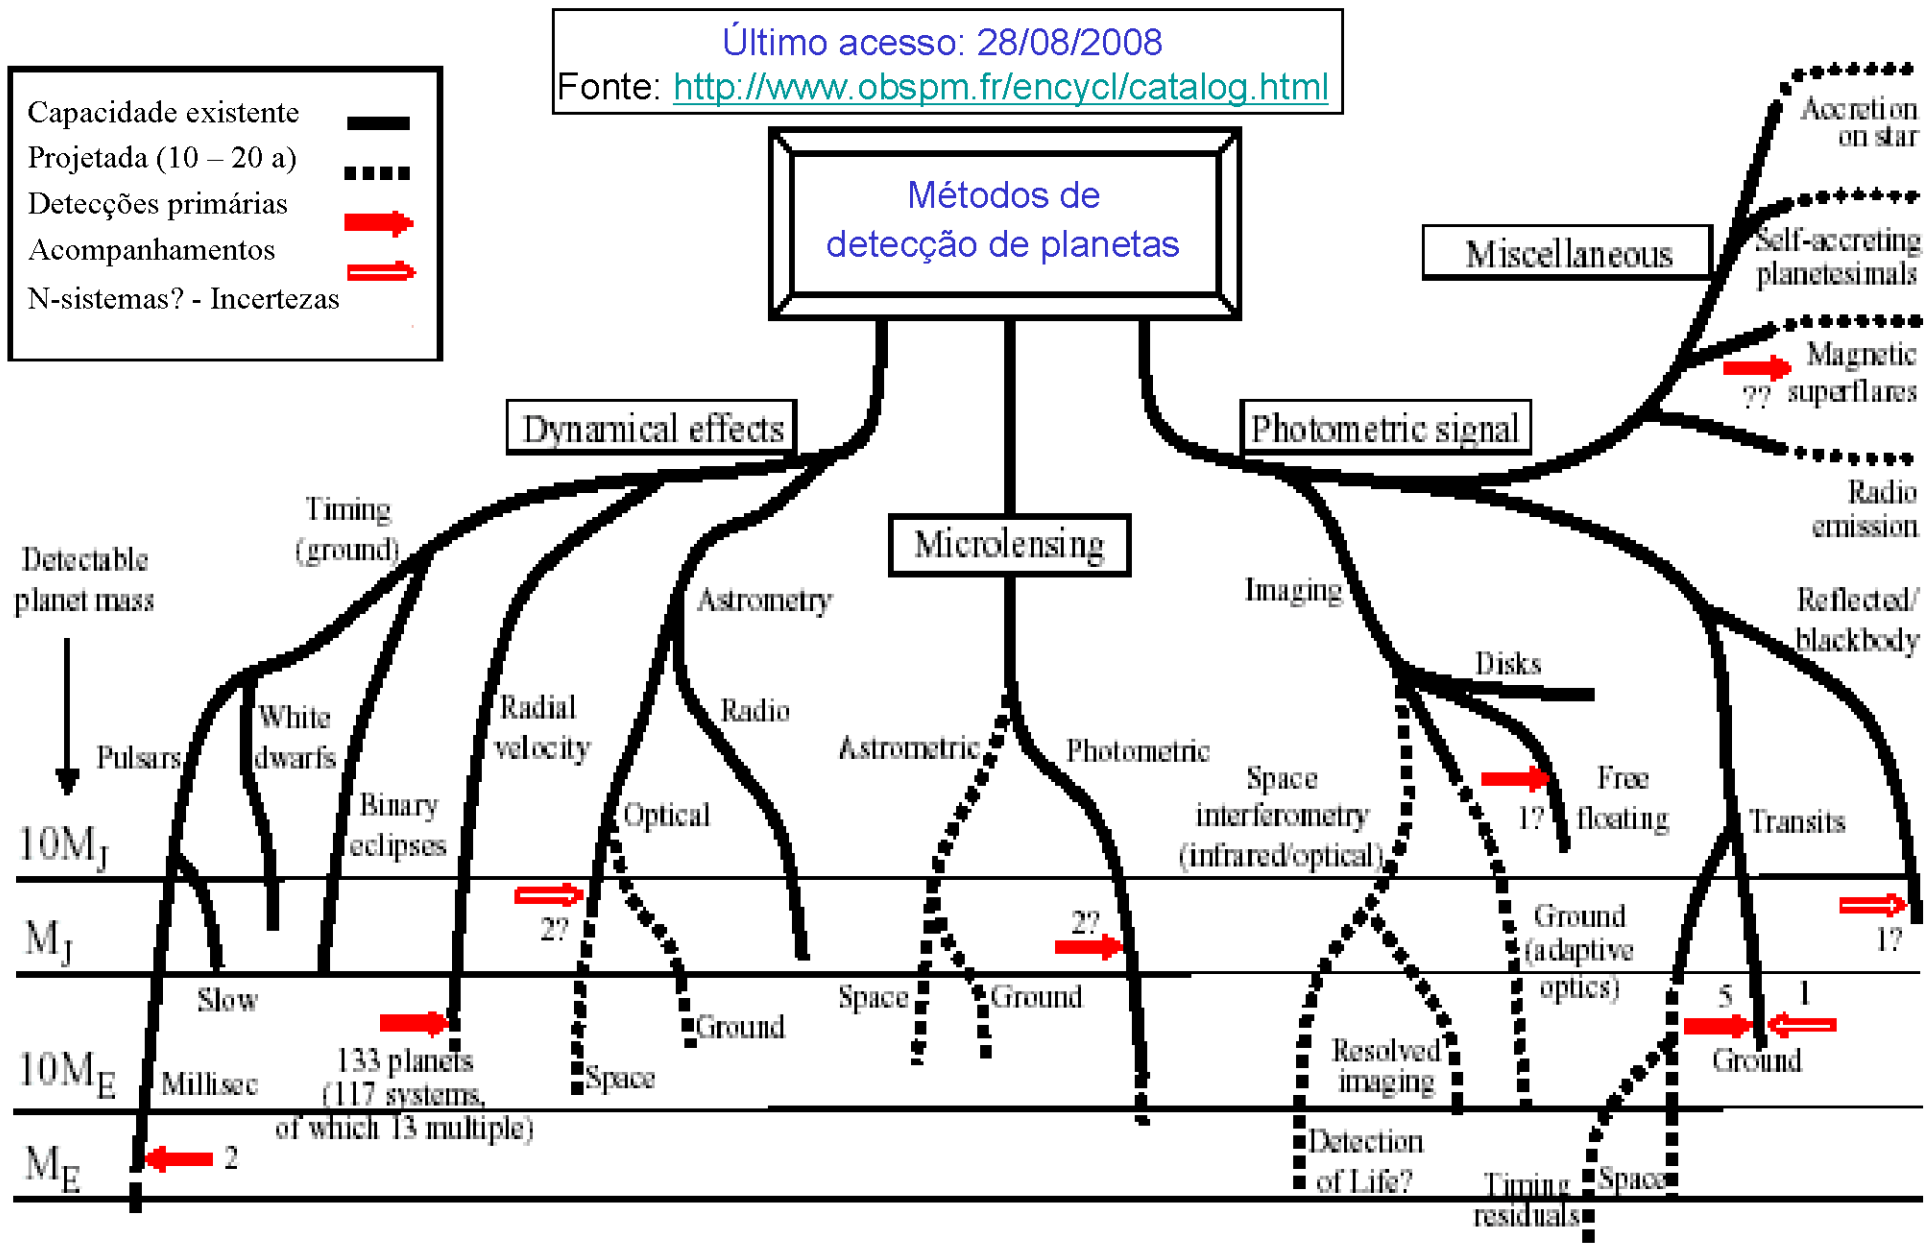 Último acesso: 28/08/2008
Fonte: http://www.obspm.fr/encycl/catalog.html
Capacidade existente
Projetada (10 – 20 a)
Detecções primárias
Acompanhamentos
N-sistemas? - Incertezas
Métodos de
detecção de planetas
Miscellaneous
Accretion
on star
Self-accreting
planetesimals
Magnetic
superflares
??
Radio
emission
Dynamical effects
Photometric signal
Microlensing
Timing
(ground)
Detectable
planet mass
Astrometry
Imaging
Reflected/
blackbody
Disks
White
dwarfs
Pulsars
Radial
velocity
Radio
Astrometric
Photometric
Space
interferometry
(infrared/optical)
Free
floating
1?
Transits
Binary
eclipses
Optical
10MJ
2?
2?
Ground
(adaptive
optics)
1?
MJ
Slow
Ground
Space
Ground
5
1
Ground
10ME
Millisec
133 planets
(117 systems,
of which 13 multiple)
Space
Resolved
imaging
ME
2
Detection
of Life?
Timing
residuals
Space